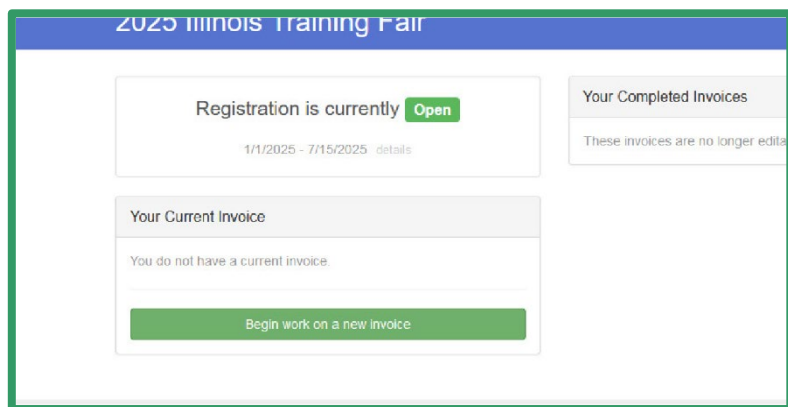 2025 Illinois Training Fair
Registration is currently Open
1/1/2025 - 7/15/2025 details
Your Current Invoice
You do not have a current invoice.
Begin work on a new invoice
Your Completed Invoices
These invoices are no longer edita